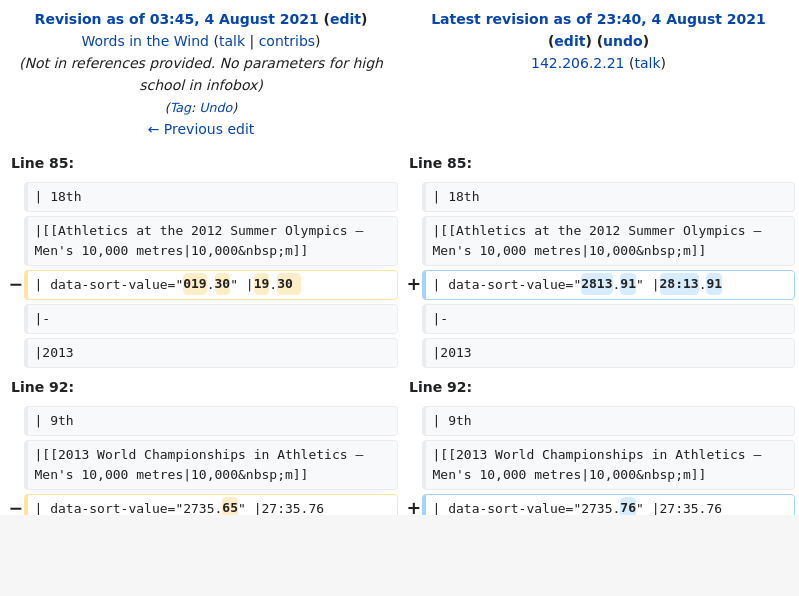 Revision as of 03:45, 4 August 2021 (edit)
Words in the Wind (talk | contribs)
(Not in references provided. No parameters for high
school in infobox)
(Tag: Undo)
← Previous edit
Latest revision as of 23:40, 4 August 2021
(edit) (undo)
142.206.2.21 (talk)
Line 85:
Line 85:
| 18th
| 18th
|[[Athletics at the 2012 Summer Olympics –
Men's 10,000 metres|10,000&nbsp;m]]
|[[Athletics at the 2012 Summer Olympics –
Men's 10,000 metres|10,000&nbsp;m]]
− | data-sort-value="019.30" |19.30
+ | data-sort-value="2813.91" |28:13.91
|-
|-
|2013
|2013
Line 92:
Line 92:
| 9th
| 9th
|[[2013 World Championships in Athletics –
Men's 10,000 metres|10,000&nbsp;m]]
|[[2013 World Championships in Athletics –
Men's 10,000 metres|10,000&nbsp;m]]
− | data-sort-value="2735.65" |27:35.76
+ | data-sort-value="2735.76" |27:35.76